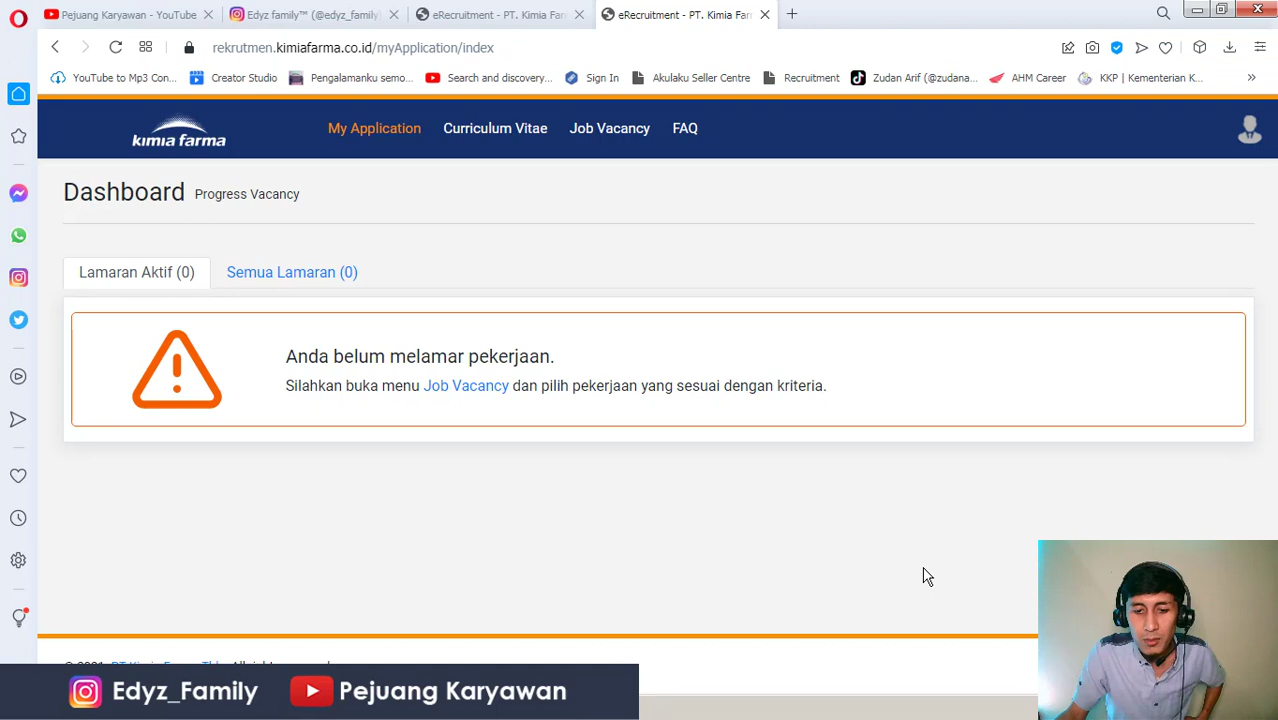 Pejuang Karyawan - YouTube
Edyz family™ (@edyz_family)
eRecruitment - PT. Kimia Far
eRecruitment - PT. Kimia Far
rekrutmen.kimiafarma.co.id/myApplication/index
YouTube to Mp3 Con...
Creator Studio
Pengalamanku semo...
Search and discovery...
Sign In
Akulaku Seller Centre
Recruitment
Zudan Arif (@zudana...
AHM Career
KKP | Kementerian K...
kimia farma
My Application
Curriculum Vitae
Job Vacancy
FAQ
Dashboard Progress Vacancy
Lamaran Aktif (0)
Semua Lamaran (0)
Anda belum melamar pekerjaan.
Silahkan buka menu Job Vacancy dan pilih pekerjaan yang sesuai dengan kriteria.
Edyz_Family
Pejuang Karyawan